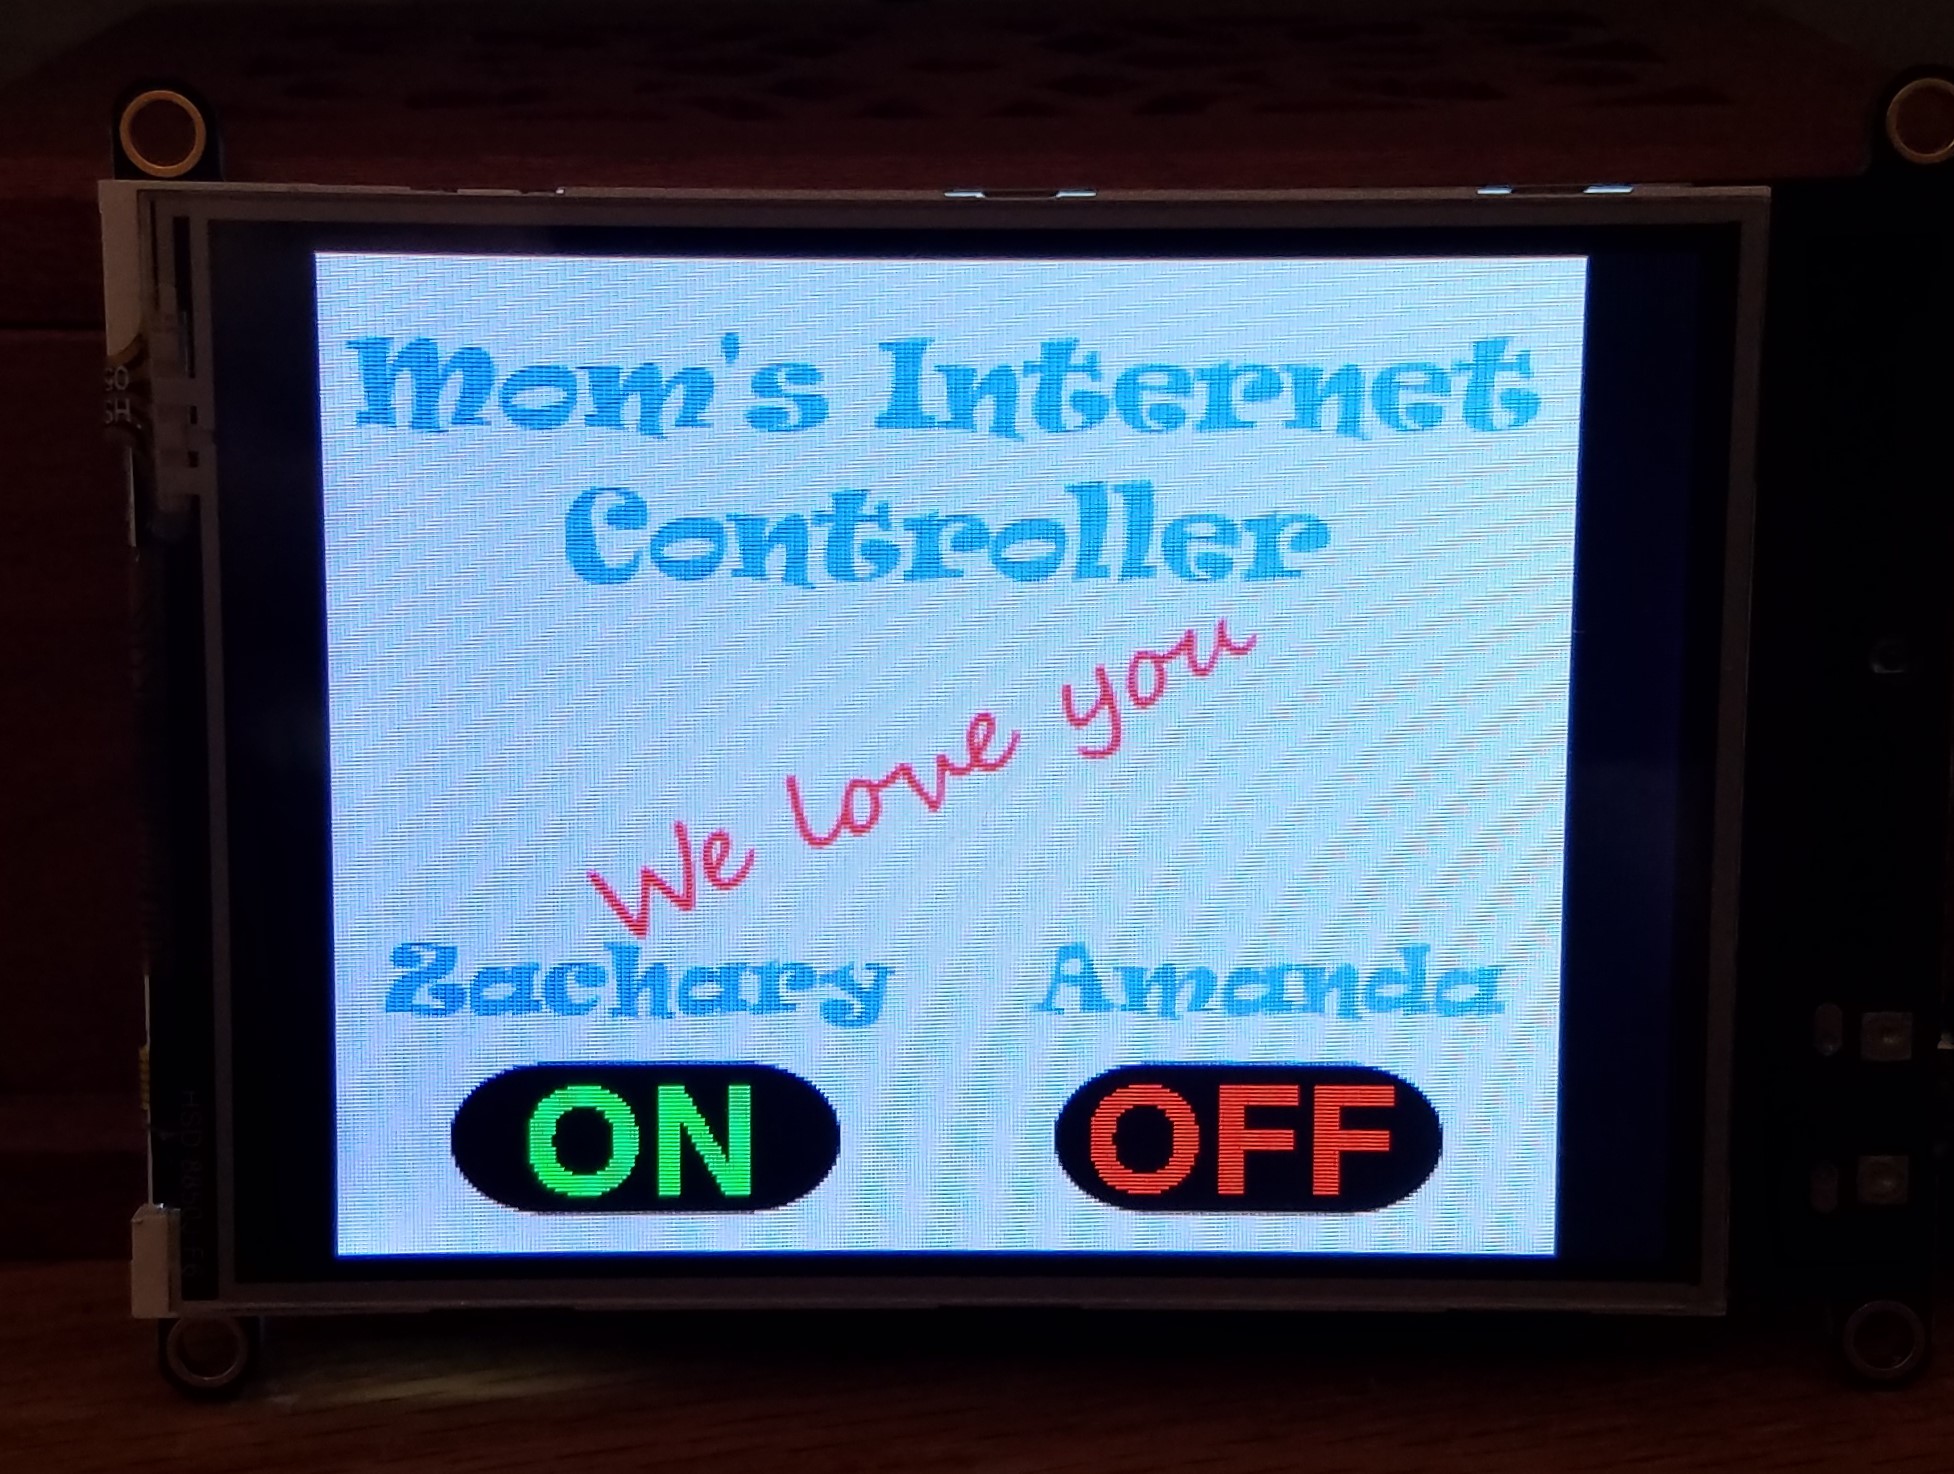 Mom's Internet
Controller
We love you
Zachary Amanda
ON OFF